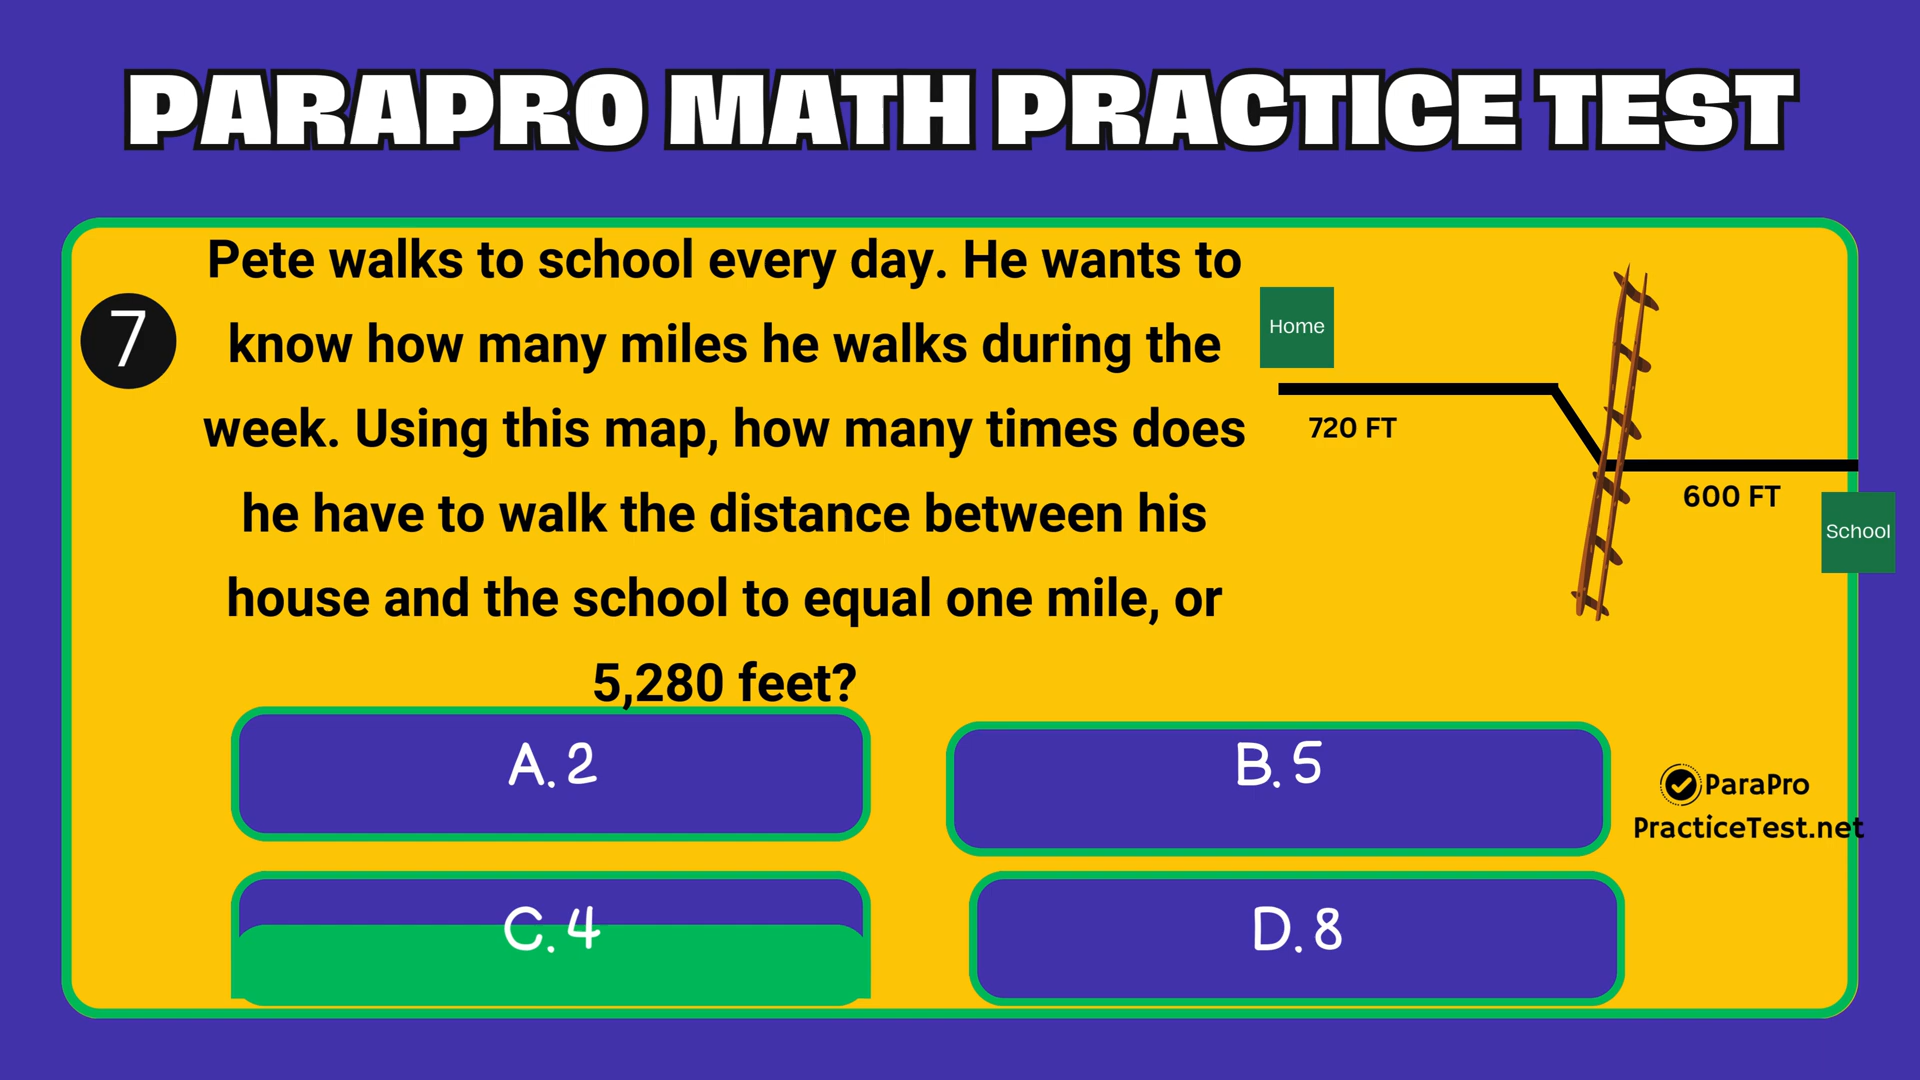 PARAPRO MATH PRACTICE TEST
7
Pete walks to school every day. He wants to
know how many miles he walks during the
week. Using this map, how many times does
he have to walk the distance between his
house and the school to equal one mile, or
5,280 feet?
Home
720 FT
600 FT
School
A. 2
B. 5
C. 4
D. 8
ParaPro
PracticeTest.net